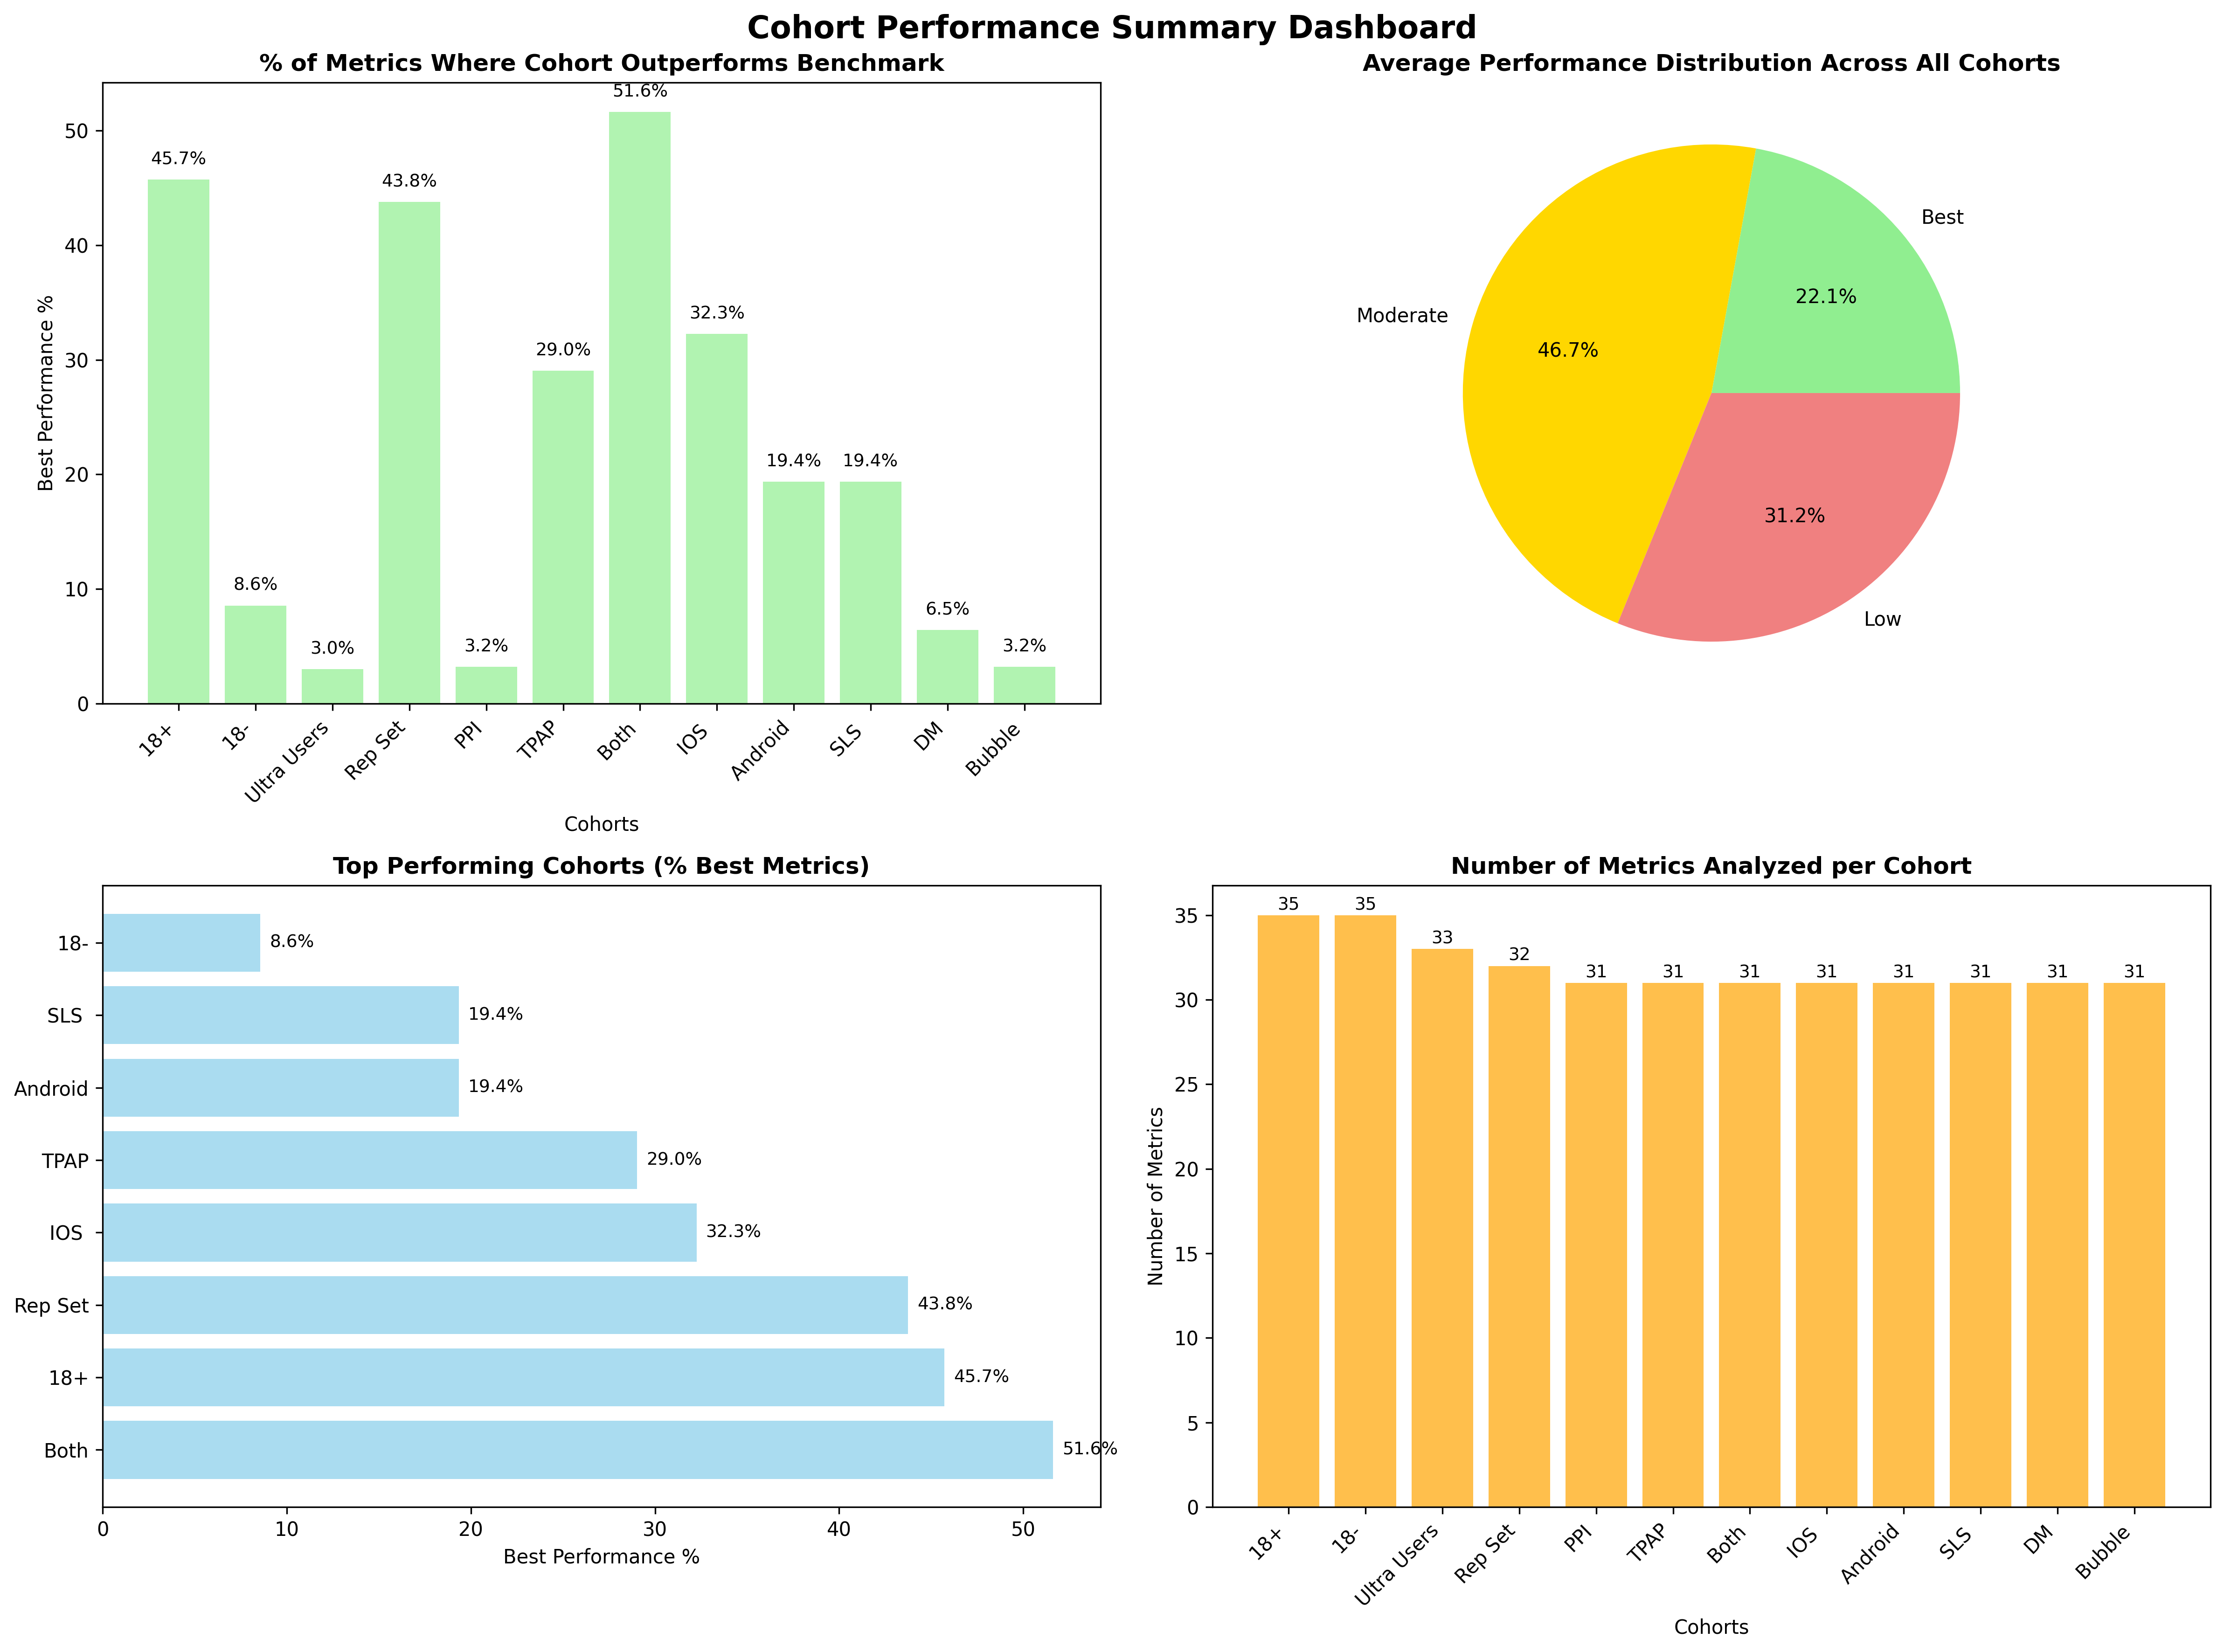 Cohort Performance Summary Dashboard
% of Metrics Where Cohort Outperforms Benchmark
Best Performance %
50
40
30
20
10
0
45.7%
8.6%
3.0%
43.8%
3.2%
29.0%
51.6%
32.3%
19.4%
19.4%
6.5%
3.2%
18+
18-
Ultra Users
Rep Set
PPI
TPAP
Both
IOS
Android
SLS
DM
Bubble
Cohorts
Average Performance Distribution Across All Cohorts
Best
22.1%
Moderate
46.7%
31.2%
Low
Top Performing Cohorts (% Best Metrics)
18-
8.6%
SLS
19.4%
Android
19.4%
TPAP
29.0%
IOS
32.3%
Rep Set
43.8%
18+
45.7%
Both
51.6%
0
10
20
30
40
50
Best Performance %
Number of Metrics Analyzed per Cohort
Number of Metrics
35
30
25
20
15
10
5
0
35
35
33
32
31
31
31
31
31
31
31
31
18+
18-
Ultra Users
Rep Set
PPI
TPAP
Both
IOS
Android
SLS
DM
Bubble
Cohorts